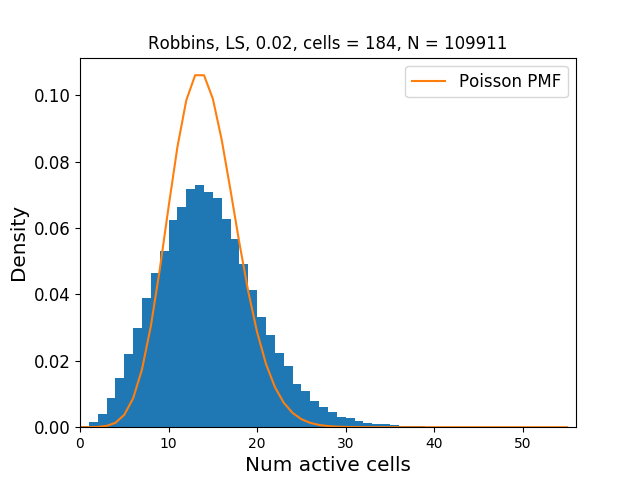 Robbins, LS, 0.02, cells = 184, N = 109911
Poisson PMF
Density
0.10
0.08
0.06
0.04
0.02
0.00
0 10 20 30 40 50
Num active cells